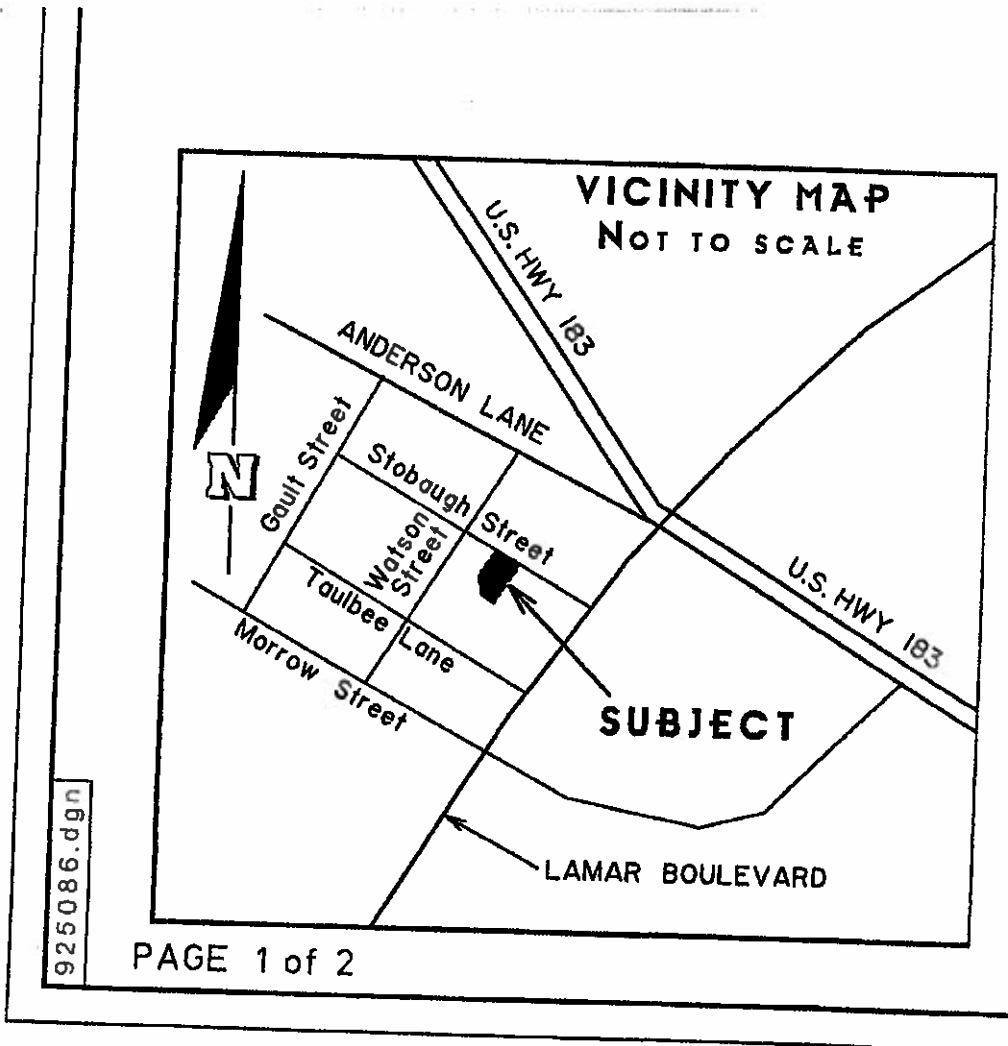 VICINITY MAP
NOT TO SCALE
U.S. HWY 183
ANDERSON LANE
Gault Street
Stobaugh Street
N
Watson
Street
Taulbee Lane
U.S. HWY 183
Morrow Street
SUBJECT
LAMAR BOULEVARD
925086.dgn
PAGE 1 of 2